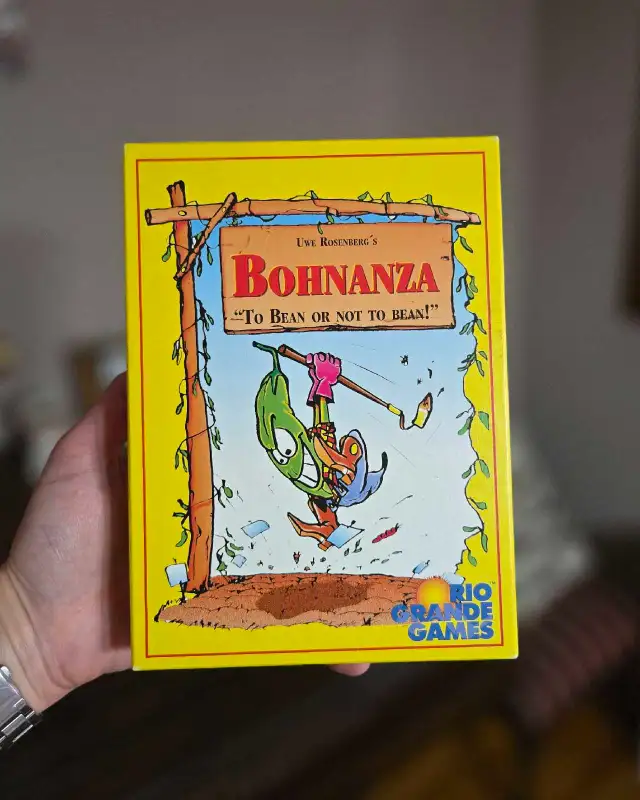 Uwe Rosenberg´s
Bohnanza
“To Bean or not to bean!”
RIO
GRANDE
GAMES